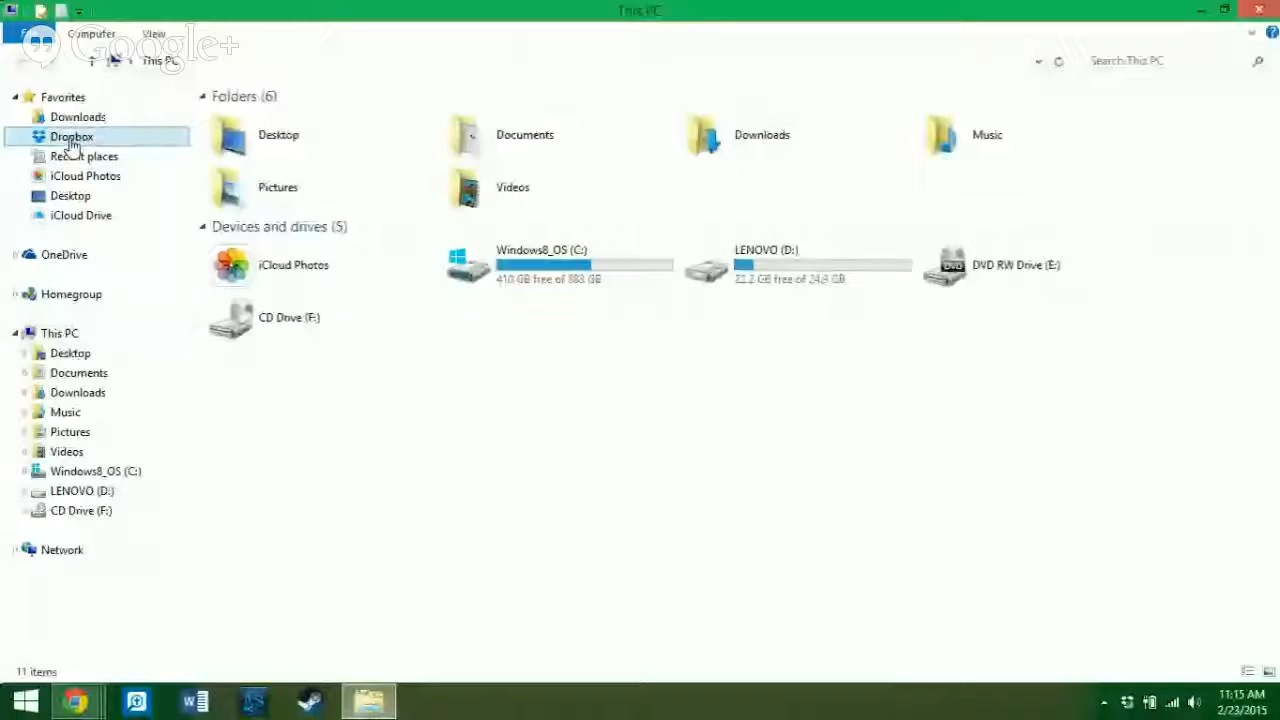 This PC
Computer
View
Google+
This PC
Search This PC
Favorites
Downloads
Dropbox
Recent places
iCloud Photos
Desktop
iCloud Drive
OneDrive
Homegroup
This PC
Desktop
Documents
Downloads
Music
Pictures
Videos
Windows8_OS (C:)
LENOVO (D:)
CD Drive (F:)
Network
Folders (6)
Desktop
Documents
Downloads
Music
Pictures
Videos
Devices and drives (5)
iCloud Photos
Windows8_OS (C:)
LENOVO (D:)
DVD RW Drive (E:)
CD Drive (F:)
11 items
11:15 AM
2/23/2015